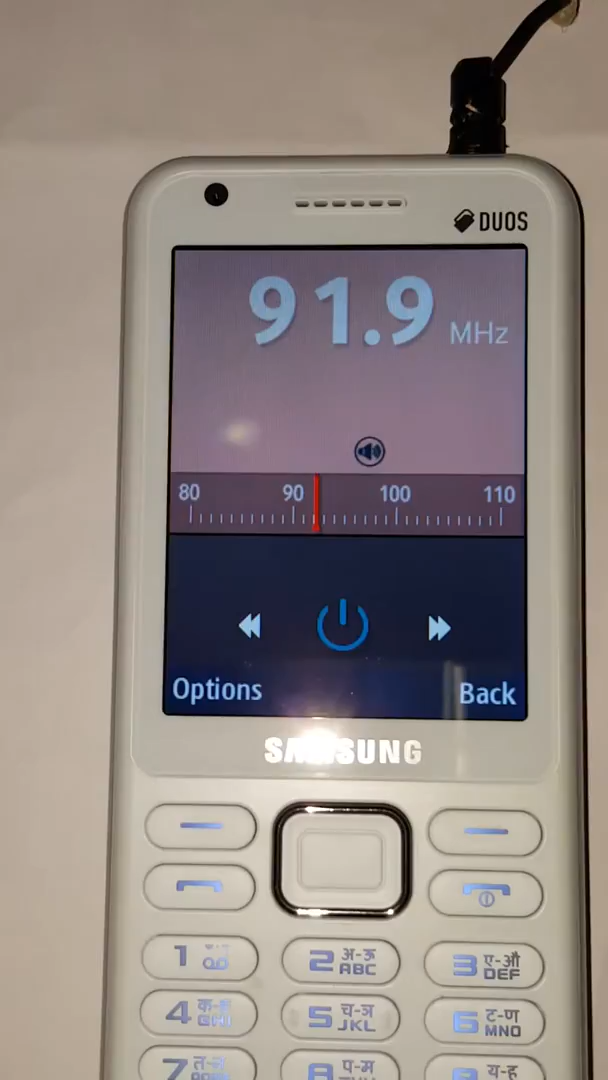 DUOS
91.9 MHz
80 90 100 110
Options Back
SAMSUNG
1 2 अ-ऊ ABC 3 ए-औ DEF
4 5 च-ञ JKL 6 ट-ण MNO
7 प-म य-ह